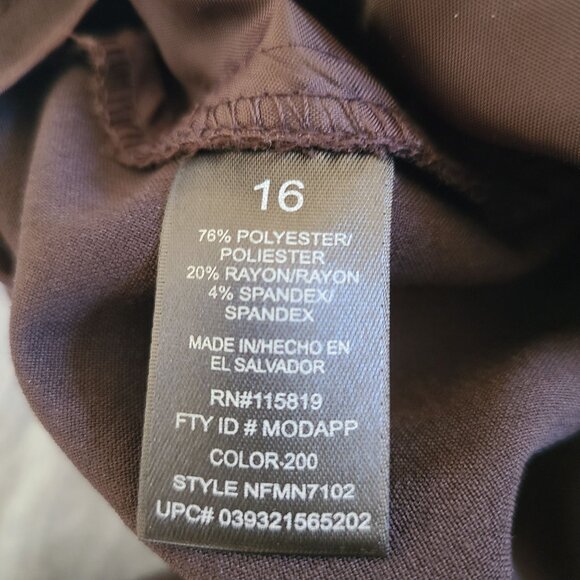 16
76% POLYESTER/
POLIESTER
20% RAYON/RAYON
4% SPANDEX/
SPANDEX
MADE IN/HECHO EN
EL SALVADOR
RN#115819
FTY ID # MODAPP
COLOR-200
STYLE NFMN7102
UPC# 039321565202